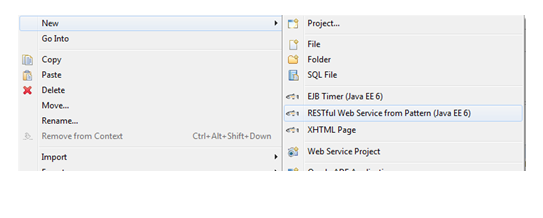 New
Go Into
Copy
Paste
Delete
Move...
Rename...
Remove from Context Ctrl+Alt+Shift+Down
Import
Project...
File
Folder
SQL File
EJB Timer (Java EE 6)
RESTful Web Service from Pattern (Java EE 6)
XHTML Page
Web Service Project